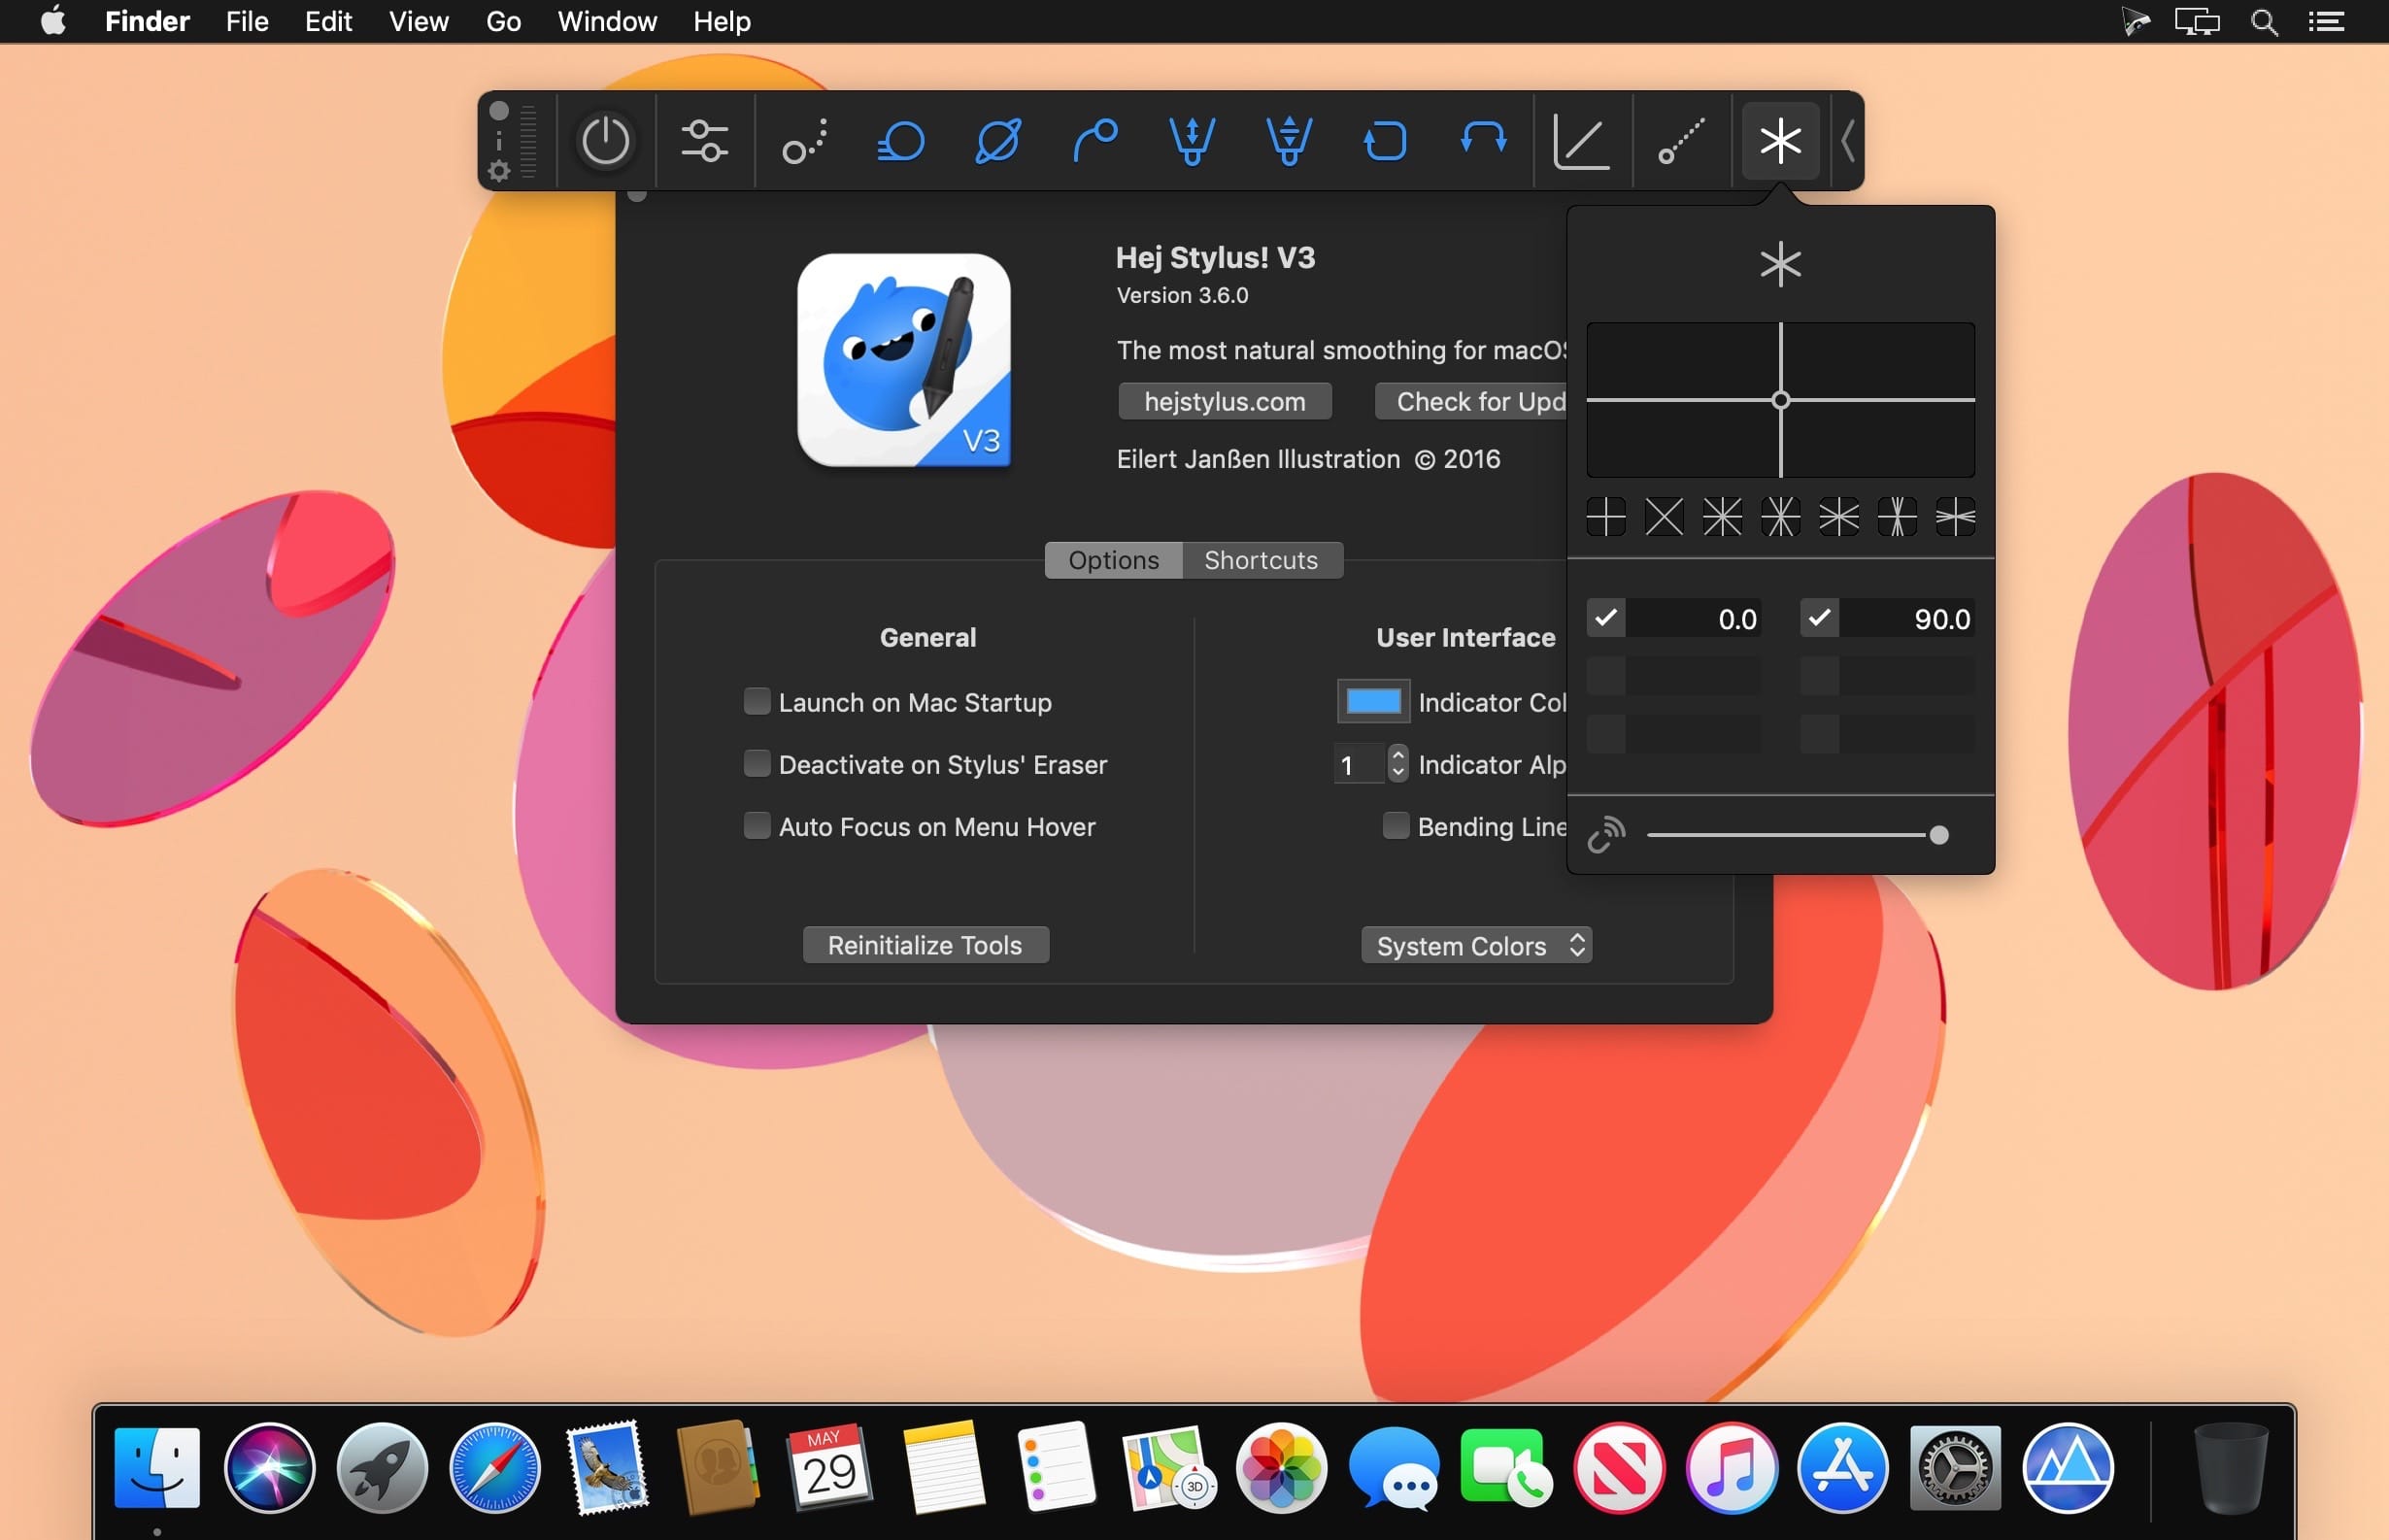 Finder File Edit View Go Window Help
Hej Stylus! V3
Version 3.6.0
The most natural smoothing for macOS
hejstylus.com
Check for Upd
Eilert Janßen Illustration © 2016
V3
Options
Shortcuts
General
User Interface
Launch on Mac Startup
Deactivate on Stylus' Eraser
Auto Focus on Menu Hover
Reinitialize Tools
Indicator Col
1
Indicator Alp
Bending Line
System Colors
0.0
90.0
MAY
29
3D